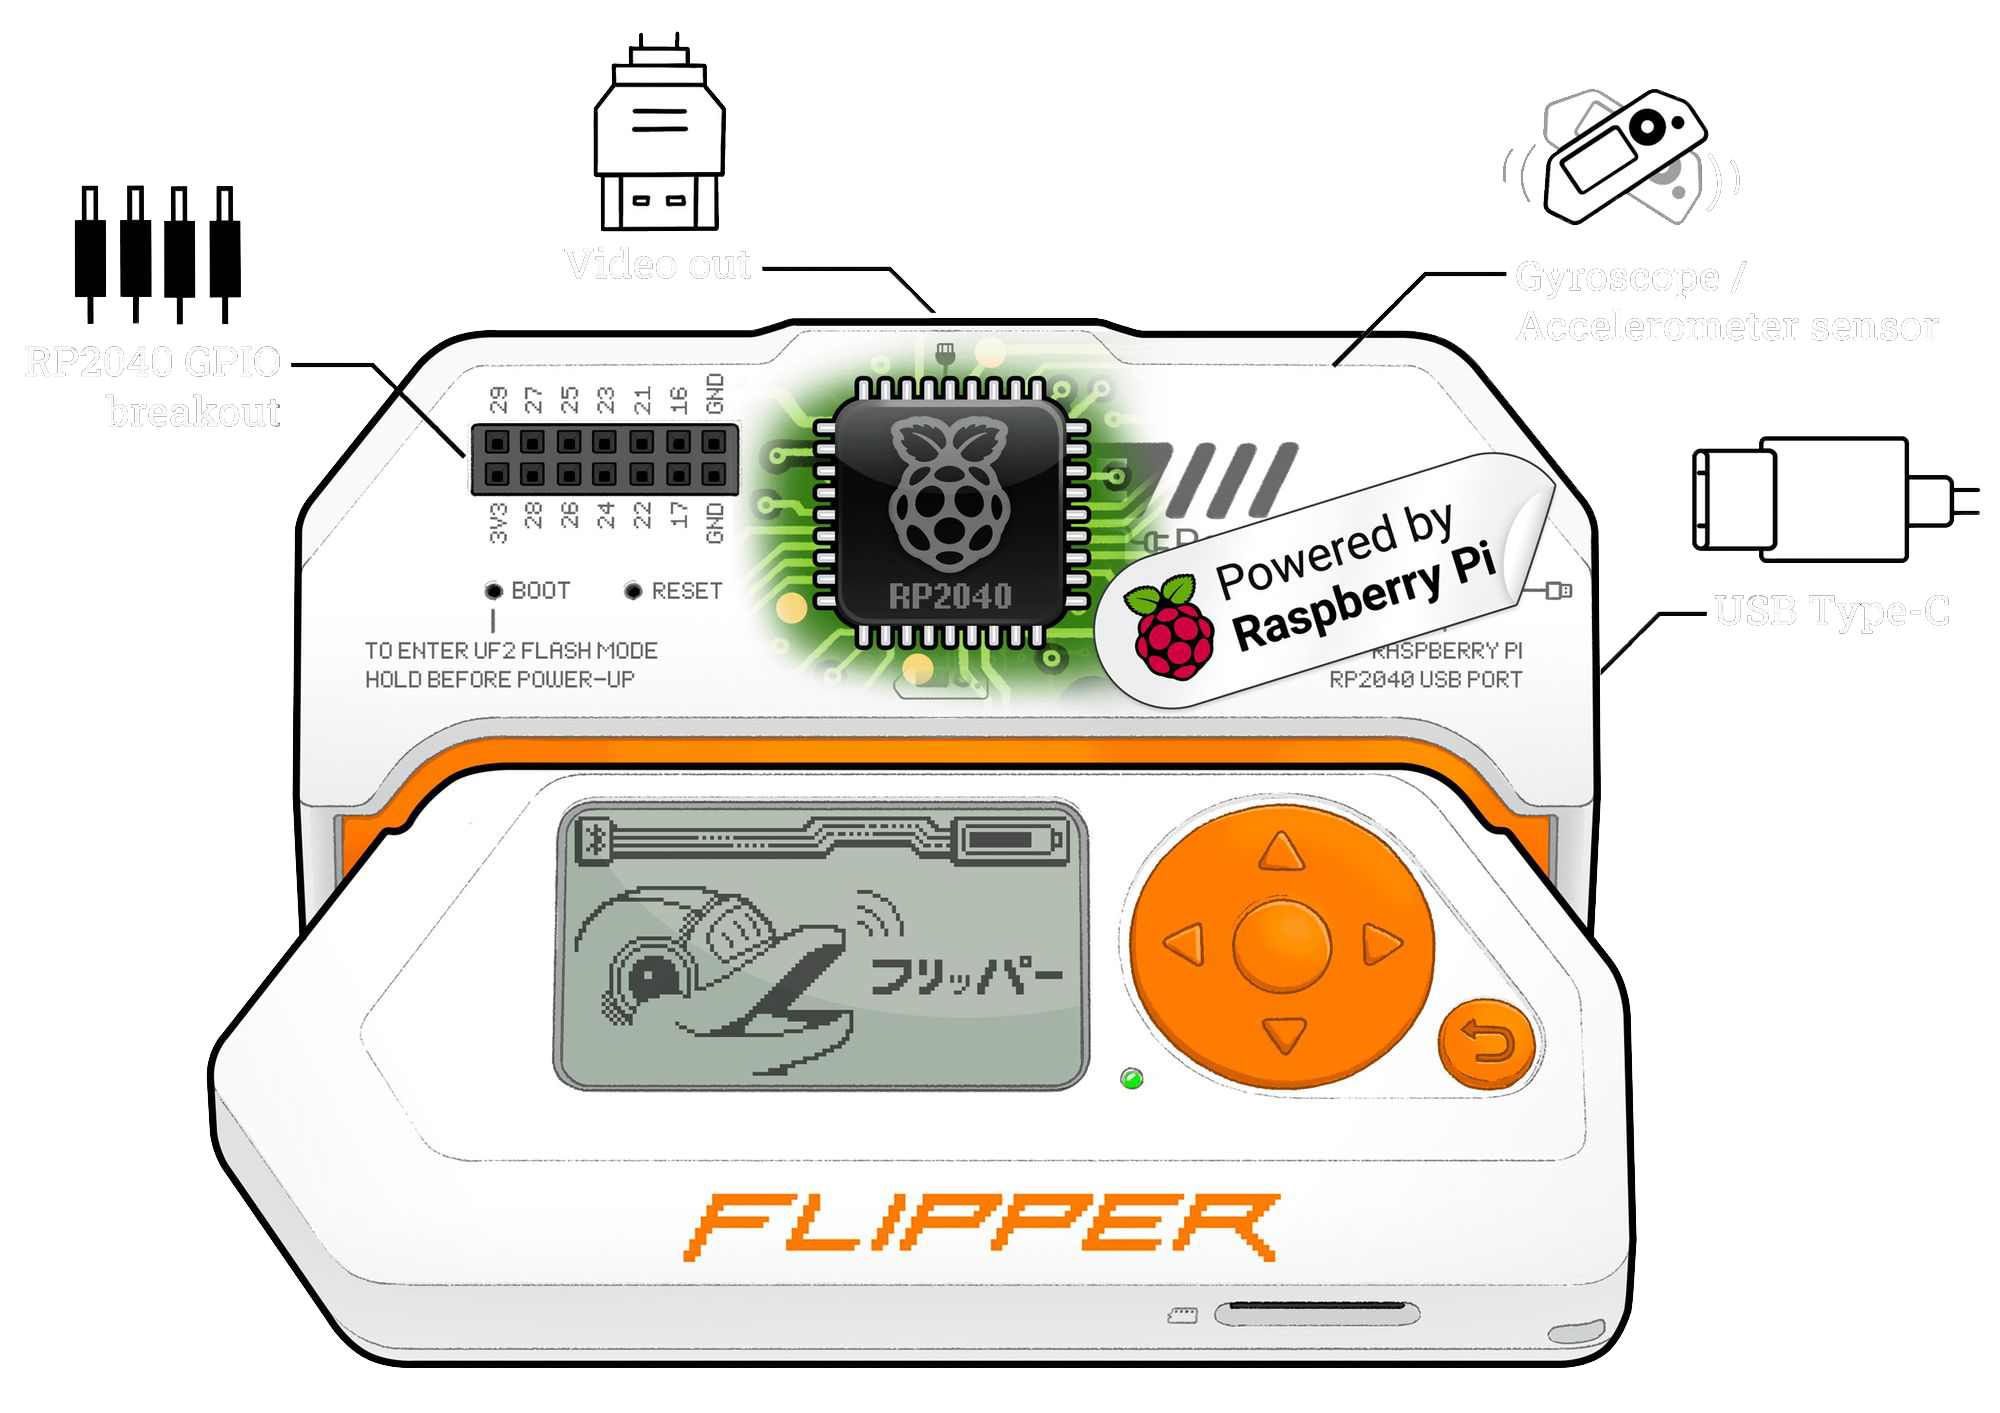 Video out
Gyroscope /
Accelerometer sensor
RP2040 GPIO
breakout
29 27 25 23 21 16 GND
3V3 28 26 24 22 17 GND
BOOT
RESET
TO ENTER UF2 FLASH MODE
HOLD BEFORE POWER-UP
RP2040
Powered by
Raspberry Pi
RASPBERRY PI
RP2040 USB PORT
USB Type-C
フリッパー
FLIPPER